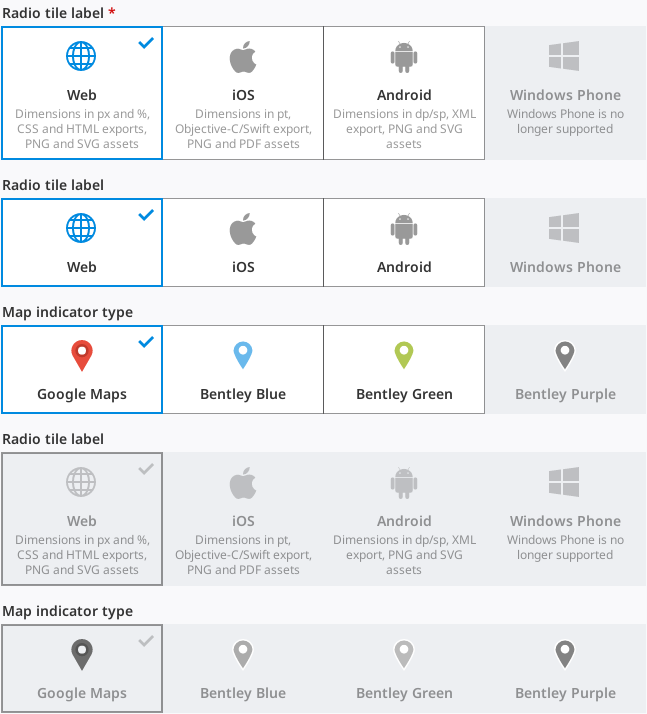 Radio tile label *
Web
Dimensions in px and %,
CSS and HTML exports,
PNG and SVG assets
iOS
Dimensions in pt,
Objective-C/Swift export,
PNG and PDF assets
Android
Dimensions in dp/sp, XML
export, PNG and SVG
assets
Windows Phone
Windows Phone is no
longer supported
Radio tile label
Web
iOS
Android
Windows Phone
Map indicator type
Google Maps
Bentley Blue
Bentley Green
Bentley Purple
Radio tile label
Web
Dimensions in px and %,
CSS and HTML exports,
PNG and SVG assets
iOS
Dimensions in pt,
Objective-C/Swift export,
PNG and PDF assets
Android
Dimensions in dp/sp, XML
export, PNG and SVG
assets
Windows Phone
Windows Phone is no
longer supported
Map indicator type
Google Maps
Bentley Blue
Bentley Green
Bentley Purple